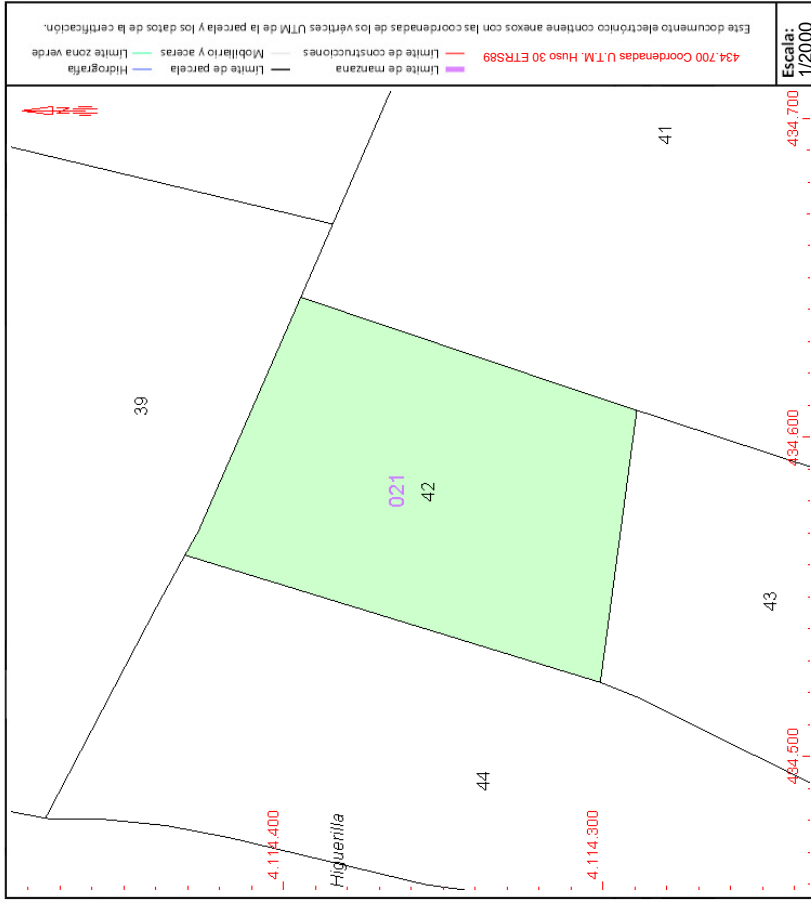 Este documento electrónico contiene anexos con las coordenadas de los vértices UTM de la parcela y los datos de la certificación.
434.700 Coordenadas U.T.M. Huso 30 ETRS89
Límite de manzana
Límite de construcciones
Límite de parcela
Mobiliario y aceras
Hidrografía
Límite zona verde
Escala:
1/2000
39
41
021
42
43
44
Higuerilla
4.114.400
4.114.300
434.700
434.600
434.500